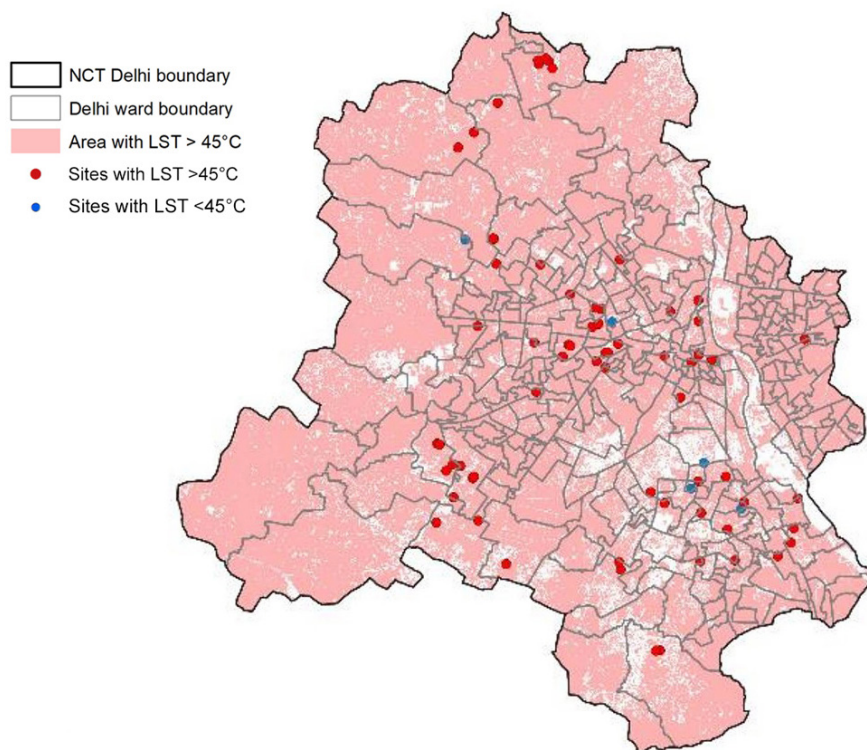 NCT Delhi boundary
Delhi ward boundary
Area with LST > 45°C
Sites with LST >45°C
Sites with LST <45°C